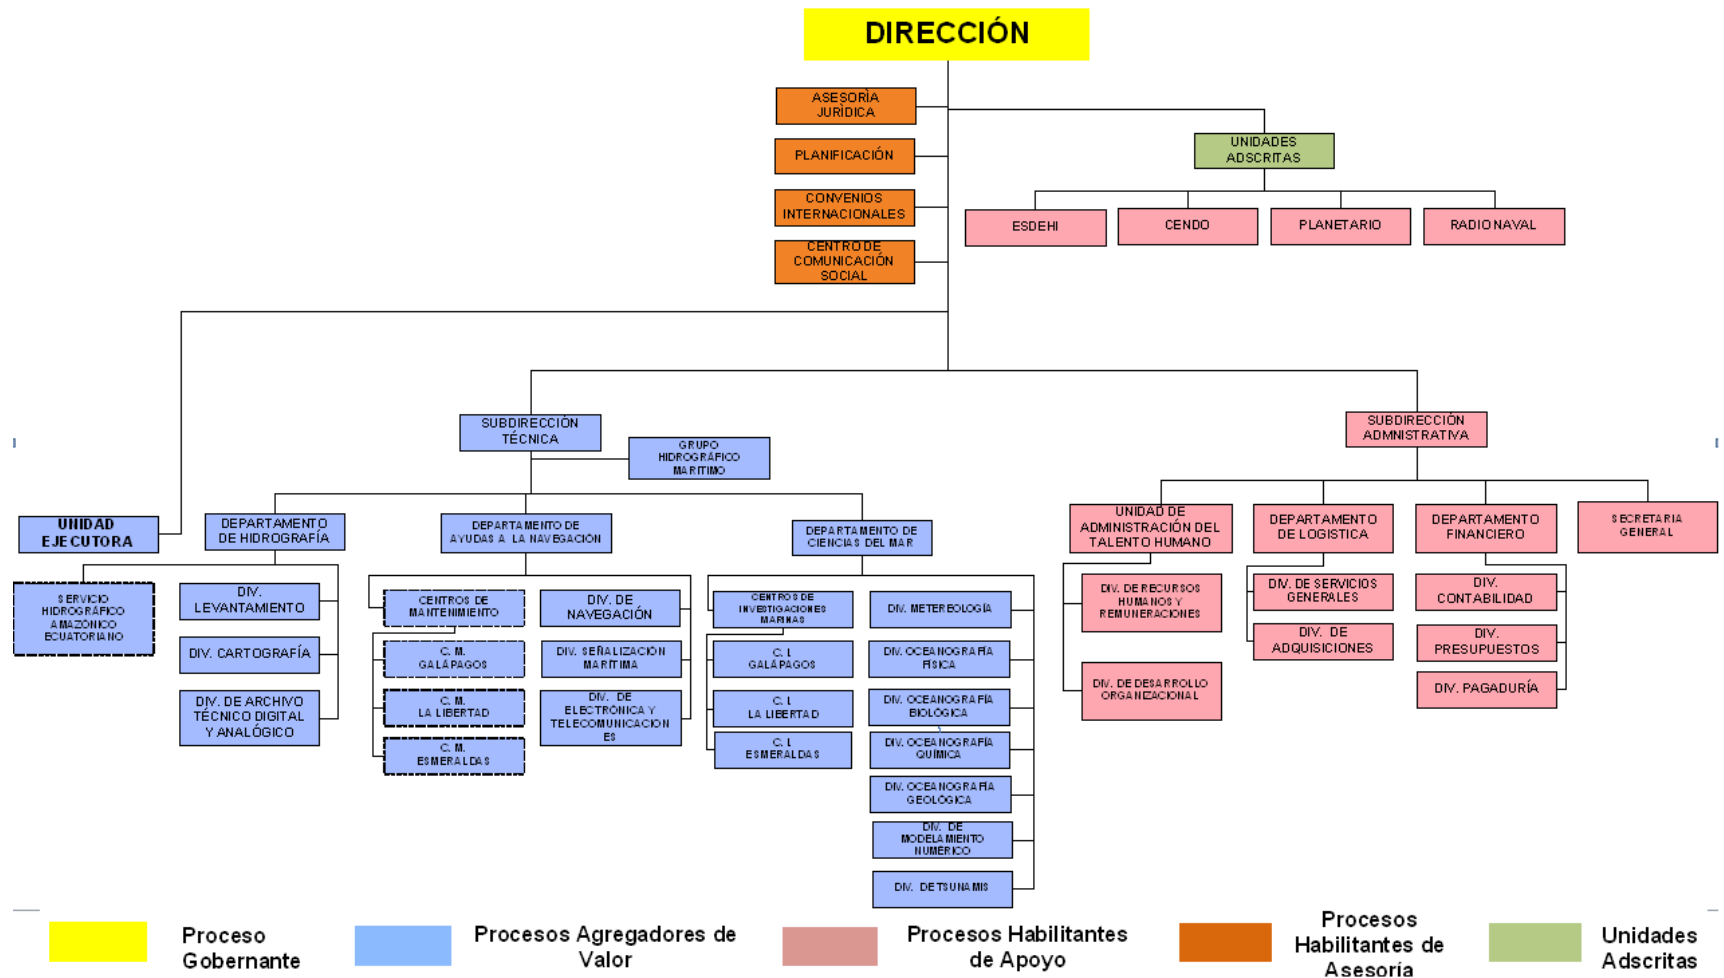 DIRECCIÓN
ASESORÌA
JURÌDICA
PLANIFICACIÓN
CONVENIOS
INTERNACIONALES
CENTRO DE
COMUNICACIÓN
SOCIAL
UNIDADES
ADSCRITAS
ESDEHI
CENDO
PLANETARIO
RADIO NAVAL
SUBDIRECCIÓN
TÉCNICA
GRUPO
HIDROGRÁFICO
MARÍTIMO
SUBDIRECCIÓN
ADMNISTRATIVA
UNIDAD
EJECUTORA
DEPARTAMENTO
DE HIDROGRAFÍA
DEPARTAMENTO DE
AYUDAS A LA NAVEGACIÓN
DEPARTAMENTO DE
CIENCIAS DEL MAR
UNIDAD DE
ADMINISTRACIÓN DEL
TALENTO HUMANO
DEPARTAMENTO
DE LOGISTICA
DEPARTAMENTO
FINANCIERO
SECRETARIA
GENERAL
SERVICIO
HIDROGRÁFICO
AMAZÓNICO
ECUATORIANO
DIV.
LEVANTAMIENTO
DIV. CARTOGRAFÍA
DIV. DE ARCHIVO
TÉCNICO DIGITAL
Y ANALÓGICO
CENTROS DE
MANTENIMIENTO
C. M.
GALÁPAGOS
C. M.
LA LIBERTAD
C. M.
ESMERALDAS
DIV. DE
NAVEGACIÓN
DIV. SEÑALIZACIÓN
MARÍTIMA
DIV. DE
ELECTRÓNICA Y
TELECOMUNICACION
ES
CENTROS DE
INVESTIGACIONES
MARINAS
C. I.
GALÁPAGOS
C. I.
LA LIBERTAD
C. I.
ESMERALDAS
DIV. METEREOLOGÍA
DIV. OCEANOGRAFÍA
FÍSICA
DIV. OCEANOGRAFÍA
BIOLÓGICA
DIV. OCEANOGRAFÍA
QUÍMICA
DIV. OCEANOGRAFÍA
GEOLÓGICA
DIV. DE
MODELAMIENTO
NUMÉRICO
DIV. DE TSUNAMIS
DIV. DE RECURSOS
HUMANOS Y
REMUNERACIONES
DIV. DE DESARROLLO
ORGANIZACIONAL
DIV. DE SERVICIOS
GENERALES
DIV. DE
ADQUISICIONES
DIV.
CONTABILIDAD
DIV.
PRESUPUESTOS
DIV. PAGADURÍA
Proceso
Gobernante
Procesos Agregadores de
Valor
Procesos Habilitantes
de Apoyo
Procesos
Habilitantes de
Asesoría
Unidades
Adscritas